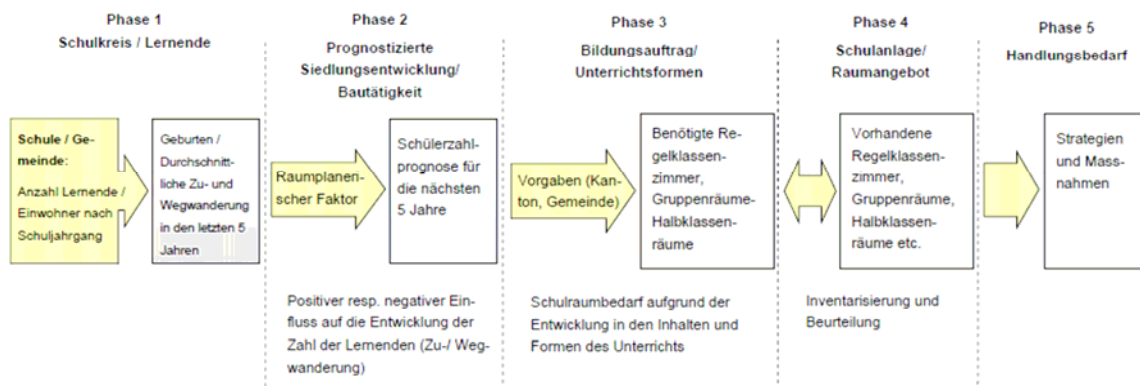 Phase 1
Schulkreis / Lernende
Schule / Ge-
meinde:
Anzahl Lernende /
Einwohner nach
Schuljahrgang
Geburten /
Durchschnitt-
liche Zu- und
Wegwanderung
in den letzten 5
Jahren
Phase 2
Prognostizierte
Siedlungsentwicklung/
Bautätigkeit
Raumplaneri-
scher Faktor
Schülerzahl-
prognose für
die nächsten
5 Jahre
Positiver resp. negativer Ein-
fluss auf die Entwicklung der
Zahl der Lernenden (Zu-/ Weg-
wanderung)
Phase 3
Bildungsauftrag/
Unterrichtsformen
Vorgaben (Kan-
ton, Gemeinde)
Benötigte Re-
gelklassen-
zimmer,
Gruppenräume-
Halbklassen-
räume
Schulraumbedarf aufgrund der
Entwicklung in den Inhalten und
Formen des Unterrichts
Phase 4
Schulanlage/
Raumangebot
Vorhandene
Regelklassen-
zimmer,
Gruppenräume,
Halbklassen-
räume etc.
Inventarisierung und
Beurteilung
Phase 5
Handlungsbedarf
Strategien
und Mass-
nahmen